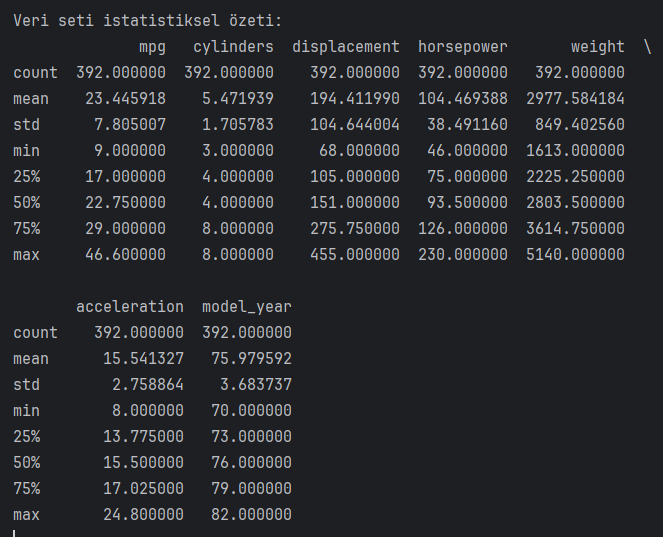 Veri seti istatistiksel özeti:
              mpg   cylinders  displacement  horsepower       weight  \
count  392.000000  392.000000    392.000000  392.000000   392.000000
mean    23.445918    5.471939    194.411990  104.469388  2977.584184
std      7.805007    1.705783    104.644004   38.491160   849.402560
min      9.000000    3.000000     68.000000   46.000000  1613.000000
25%     17.000000    4.000000    105.000000   75.000000  2225.250000
50%     22.750000    4.000000    151.000000   93.500000  2803.500000
75%     29.000000    8.000000    275.750000  126.000000  3614.750000
max     46.600000    8.000000    455.000000  230.000000  5140.000000

       acceleration  model_year
count    392.000000  392.000000
mean      15.541327   75.979592
std        2.758864    3.683737
min        8.000000   70.000000
25%       13.775000   73.000000
50%       15.500000   76.000000
75%       17.025000   79.000000
max       24.800000   82.000000